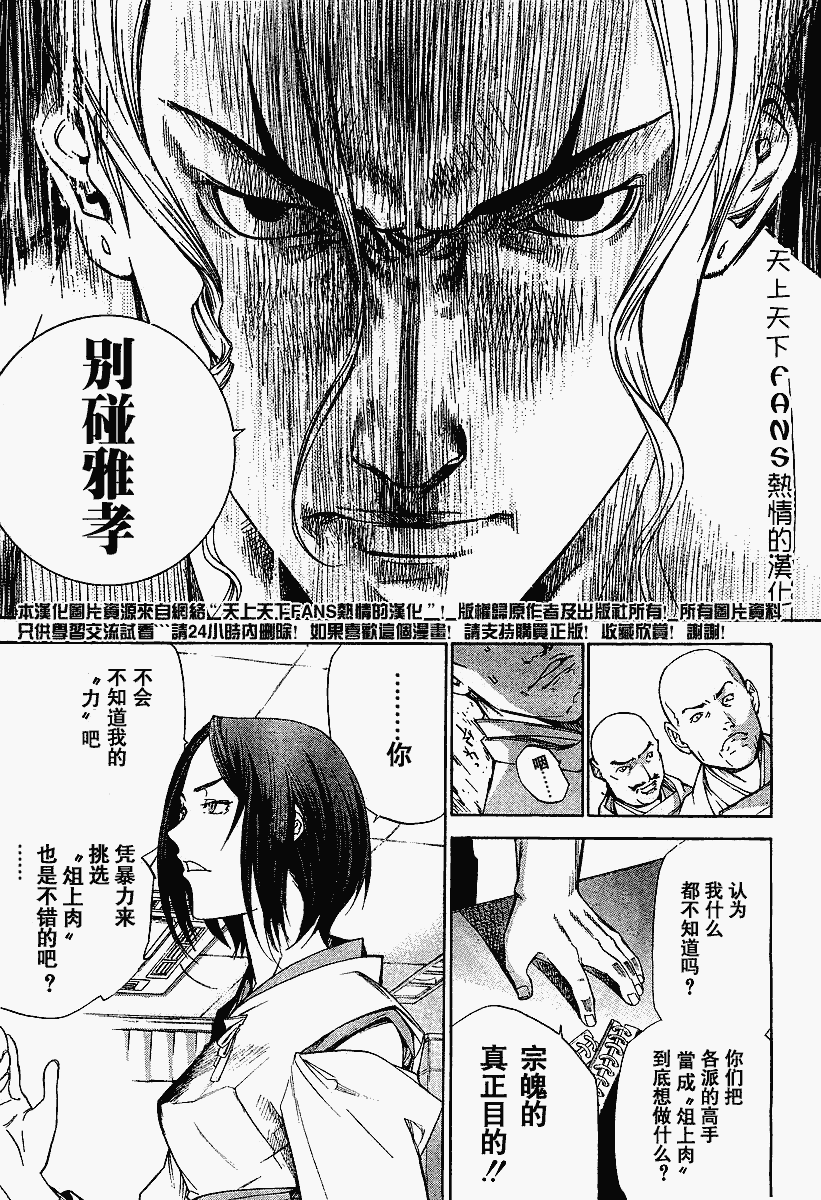 别碰雅孝
天上天下FANS熱情的漢化
本漢化圖片資源來自網絡“天上天下FANS熱情的漢化”！ 版權歸原作者及出版社所有！ 所有圖片資料
只供學習交流試看 請24小時内刪除！ 如果喜歡這個漫畫！ 請支持購買正版！ 收藏欣賞！ 謝謝！
咽……
认为
我什么
都不知道吗？
你们把
各派的高手
當成“俎上肉”
到底想做什么？
宗魄的
真正目的!!
………你
不会
不知道我的
“力”吧
凭暴力来
挑选
“俎上肉”
也是不错的吧？
……